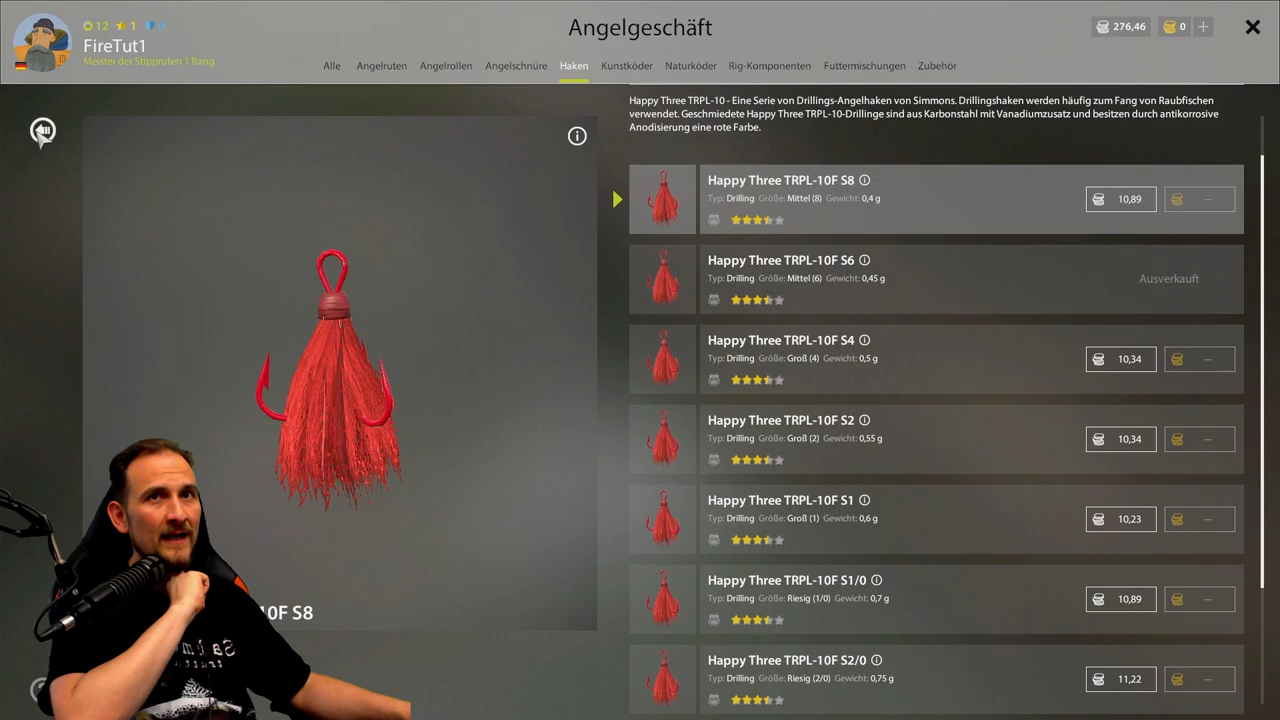 12 1 0
FireTut1
Meister der Stippruten 1 Rang
Angelgeschäft
276,46 0
Alle Angelruten Angelrollen Angelschnüre Haken Kunstköder Naturköder Rig-Komponenten Futtermischungen Zubehör
Happy Three TRPL-10 - Eine Serie von Drillings-Angelhaken von Simmons. Drillingshaken werden häufig zum Fang von Raubfischen
verwendet. Geschmiedete Happy Three TRPL-10-Drillinge sind aus Karbonstahl mit Vanadiumzusatz und besitzen durch antikorrosive
Anodisierung eine rote Farbe.
Happy Three TRPL-10F S8
Typ: Drilling Größe: Mittel (8) Gewicht: 0,4 g
10,89 --
Happy Three TRPL-10F S6
Typ: Drilling Größe: Mittel (6) Gewicht: 0,45 g
Ausverkauft
Happy Three TRPL-10F S4
Typ: Drilling Größe: Groß (4) Gewicht: 0,5 g
10,34 --
Happy Three TRPL-10F S2
Typ: Drilling Größe: Groß (2) Gewicht: 0,55 g
10,34 --
Happy Three TRPL-10F S1
Typ: Drilling Größe: Groß (1) Gewicht: 0,6 g
10,23 --
Happy Three TRPL-10F S1/0
Typ: Drilling Größe: Riesig (1/0) Gewicht: 0,7 g
10,89 --
Happy Three TRPL-10F S2/0
Typ: Drilling Größe: Riesig (2/0) Gewicht: 0,75 g
11,22 --
10F S8